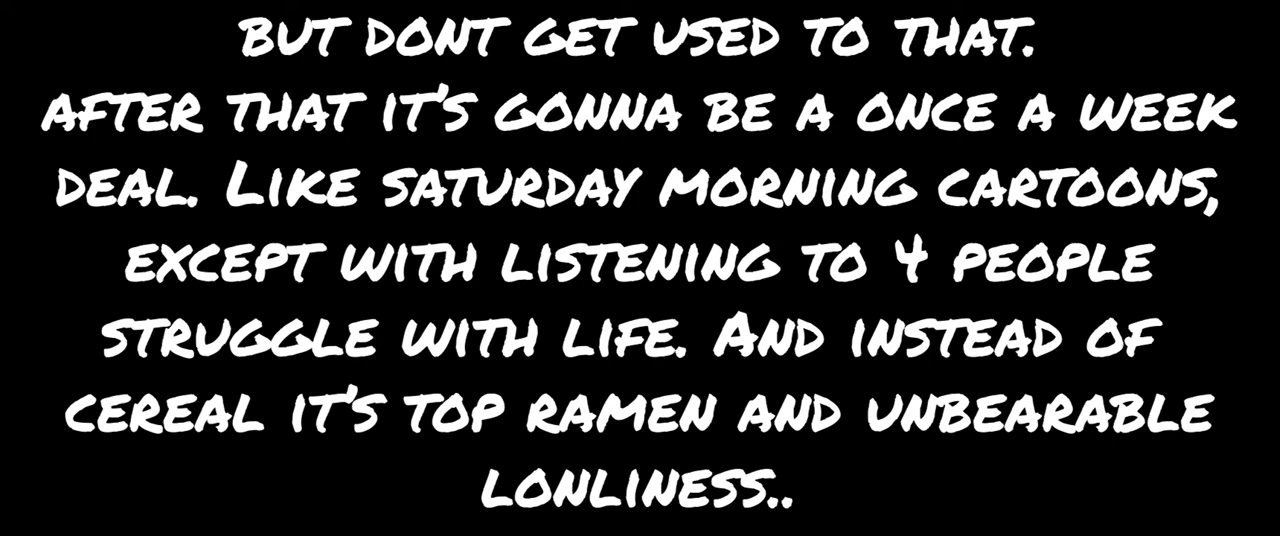 BUT DONT GET USED TO THAT.
AFTER THAT IT'S GONNA BE A ONCE A WEEK
DEAL. LIKE SATURDAY MORNING CARTOONS,
EXCEPT WITH LISTENING TO 4 PEOPLE
STRUGGLE WITH LIFE. AND INSTEAD OF
CEREAL IT'S TOP RAMEN AND UNBEARABLE
LONLINESS..